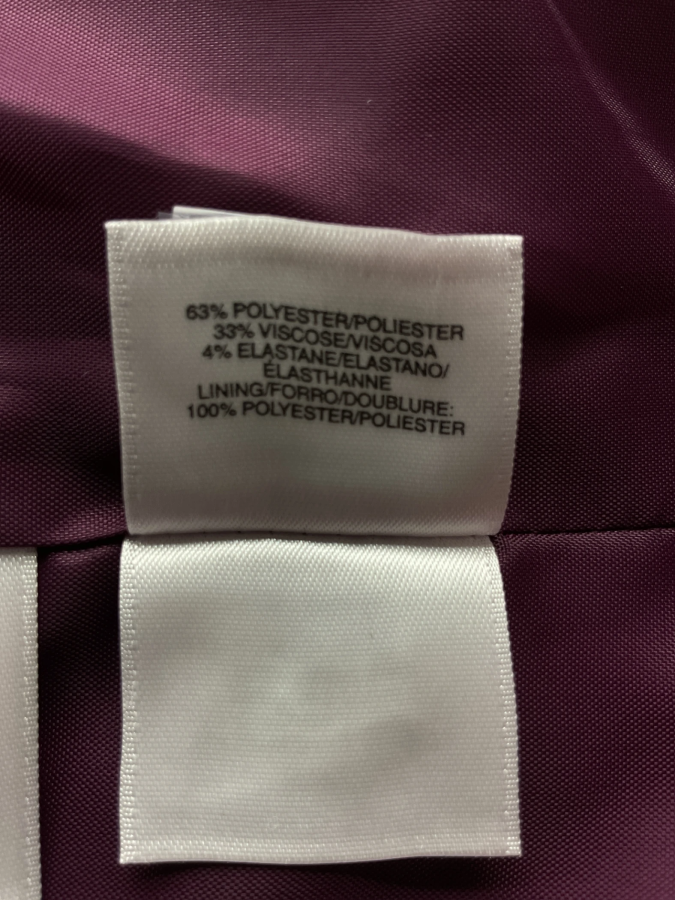 63% POLYESTER/POLIESTER
33% VISCOSE/VISCOSA
4% ELASTANE/ELASTANO/
ÉLASTHANNE
LINING/FORRO/DOUBLURE:
100% POLYESTER/POLIESTER